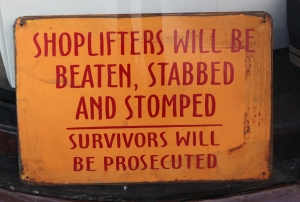 SHOPLIFTERS WILL BE
BEATEN, STABBED
AND STOMPED
SURVIVORS WILL
BE PROSECUTED